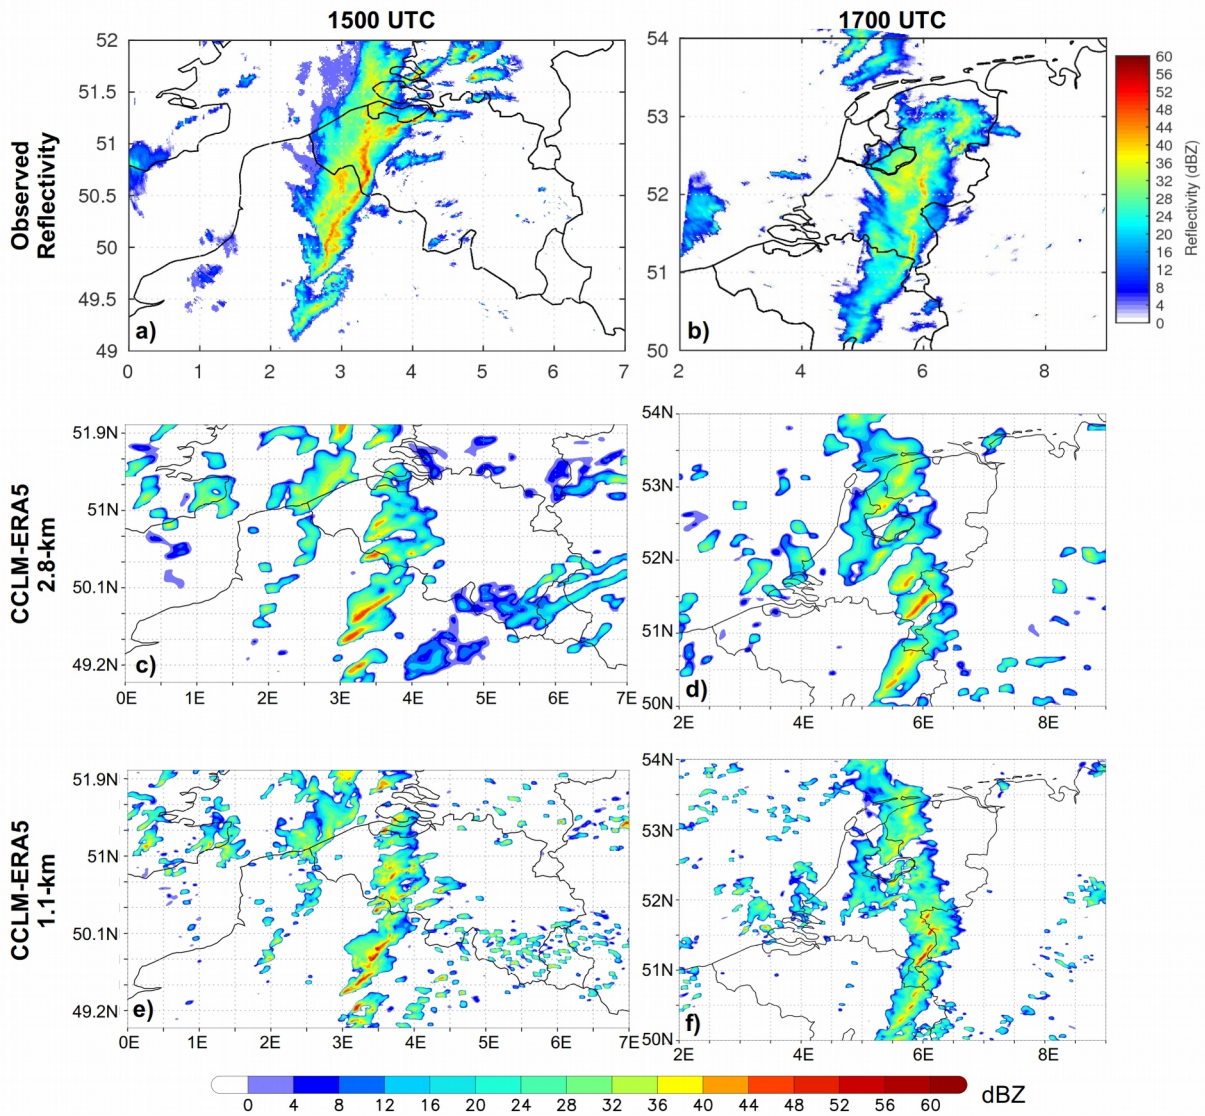 1500 UTC
1700 UTC
Observed
Reflectivity
52
51.5
51
50.5
50
49.5
49
a)
0 1 2 3 4 5 6 7
54
53
52
51
50
b)
2 4 6 8
60
56
52
48
44
40
36
32
28
24
20
16
12
8
4
0
Reflectivity (dBZ)
CCLM-ERA5
2.8-km
51.9N
51N
50.1N
49.2N
c)
0E 1E 2E 3E 4E 5E 6E 7E
54N
53N
52N
51N
50N
d)
2E 4E 6E 8E
CCLM-ERA5
1.1-km
51.9N
51N
50.1N
49.2N
e)
0E 1E 2E 3E 4E 5E 6E 7E
54N
53N
52N
51N
50N
f)
2E 4E 6E 8E
0 4 8 12 16 20 24 28 32 36 40 44 48 52 56 60
dBZ